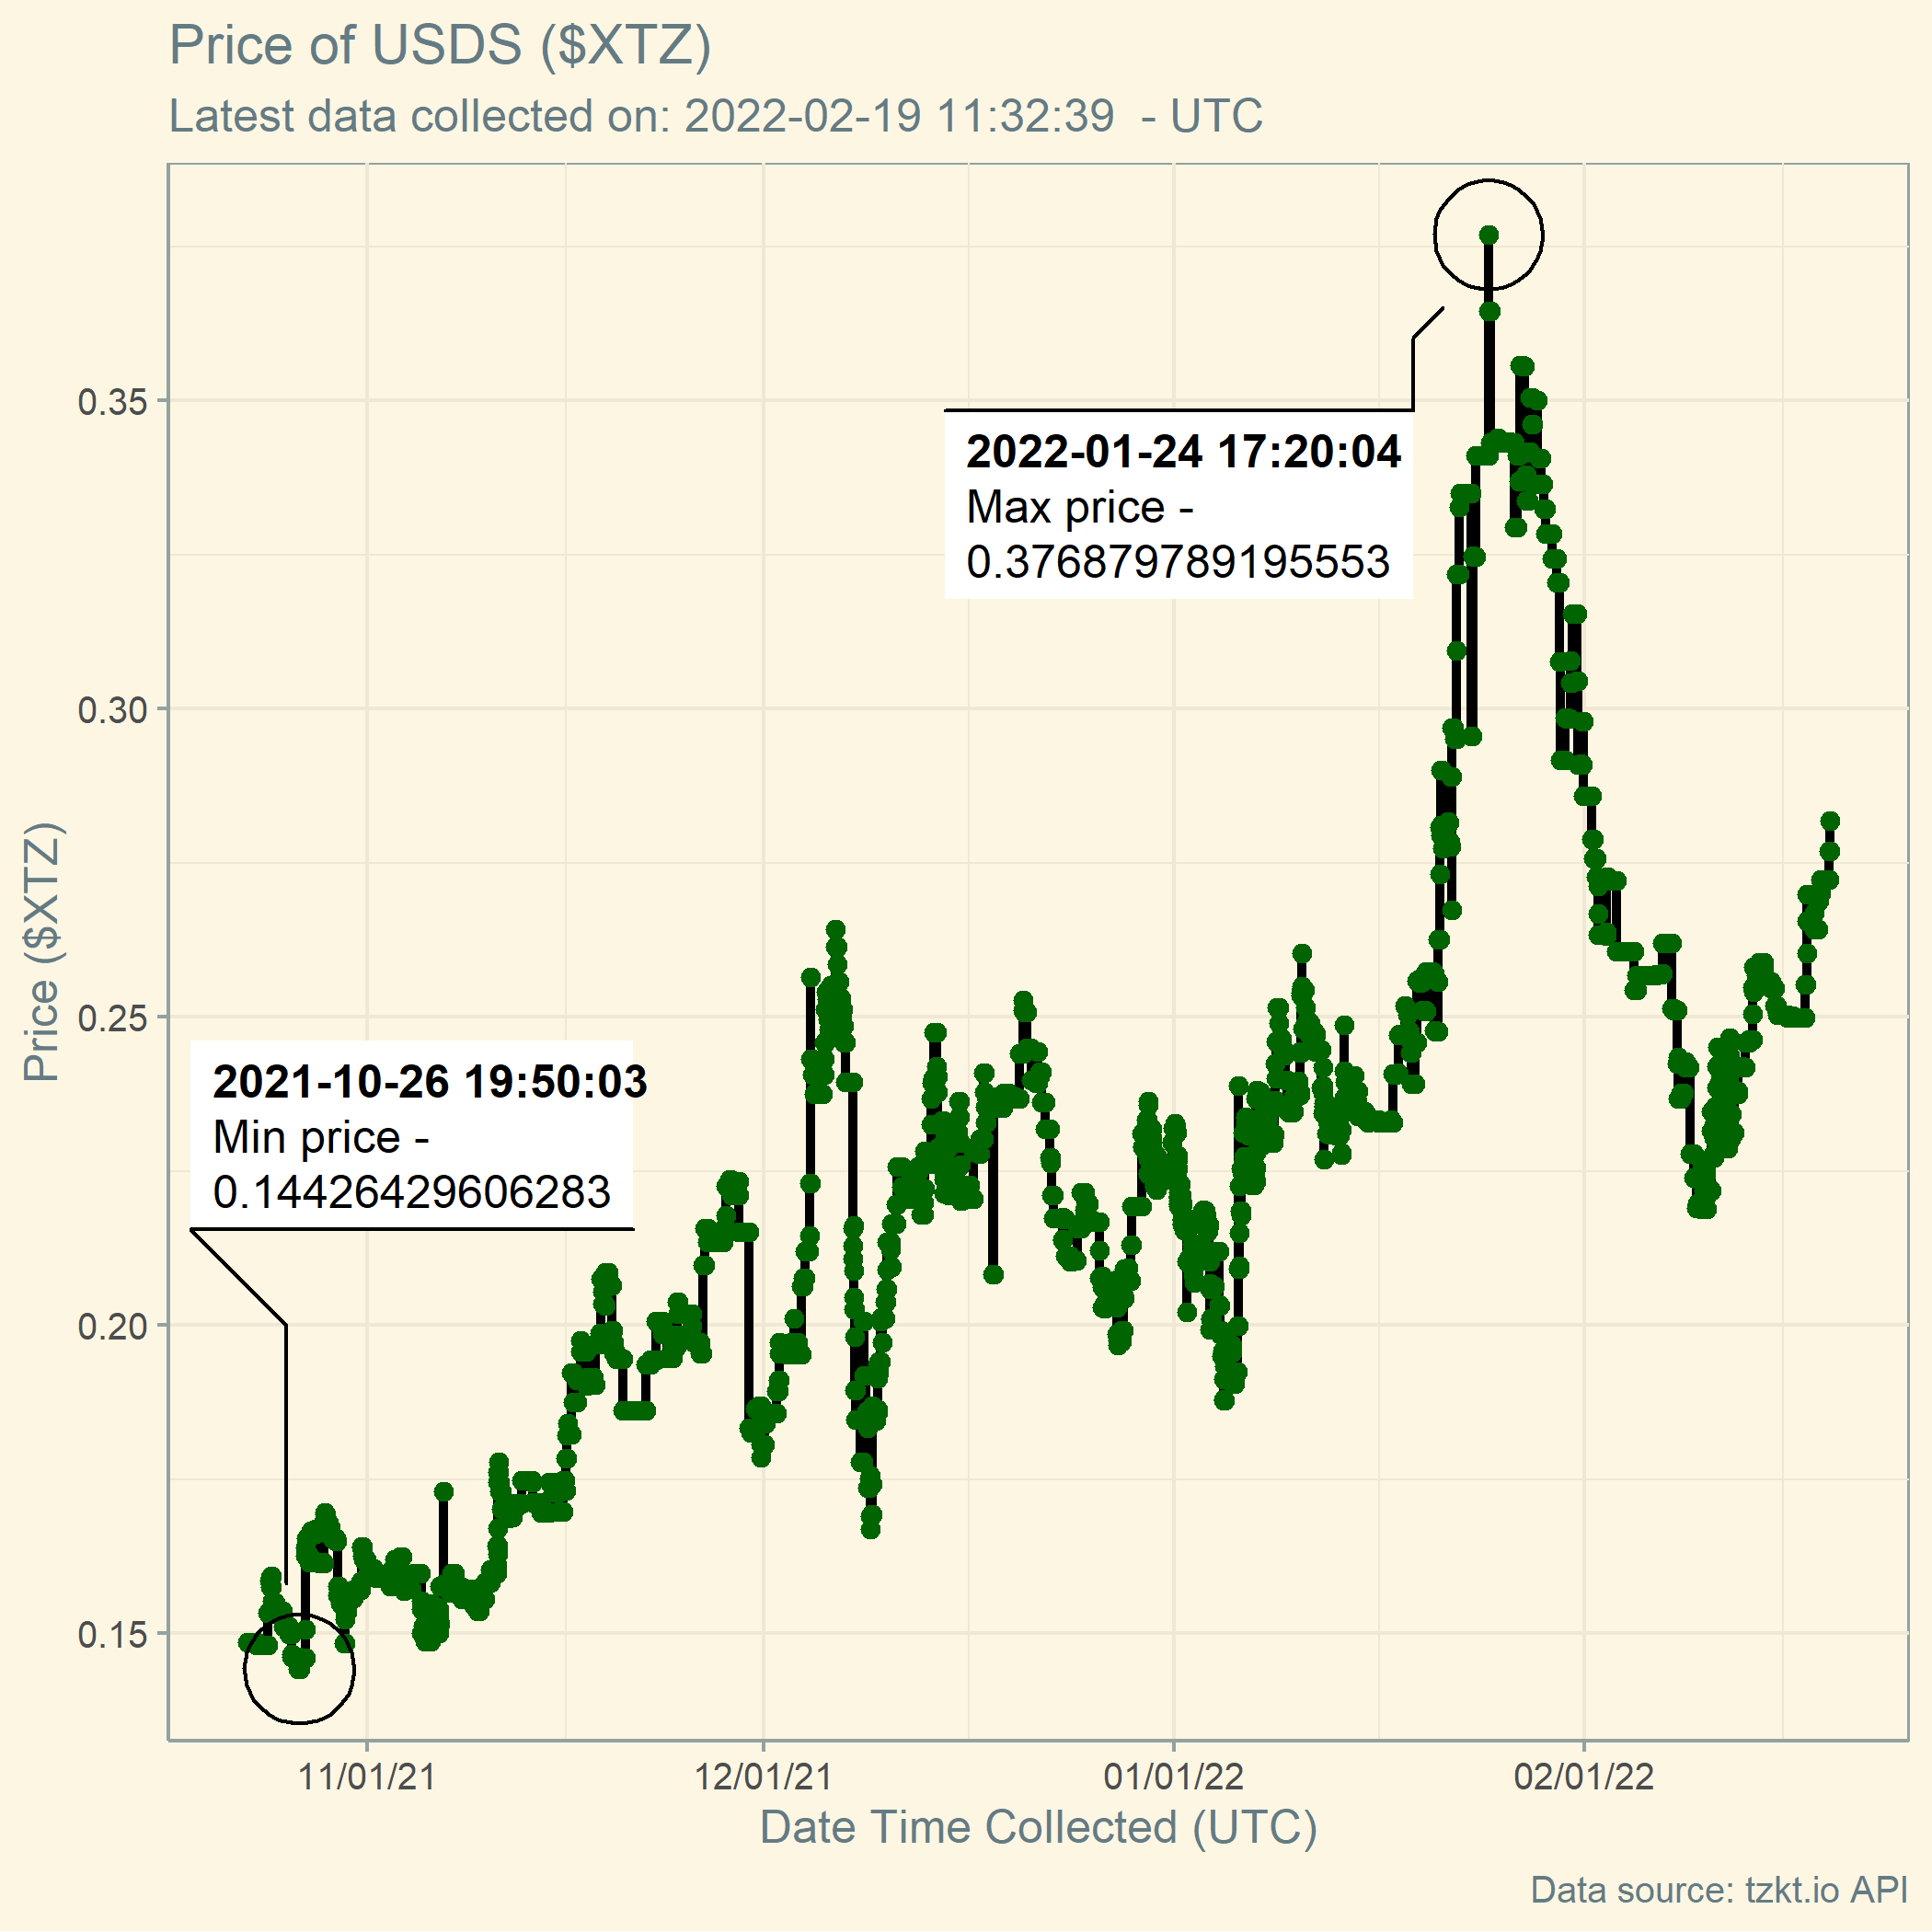 Price of USDS ($XTZ)
Latest data collected on: 2022-02-19 11:32:39  - UTC
2022-01-24 17:20:04
Max price -
0.376879789195553
2021-10-26 19:50:03
Min price -
0.14426429606283
Price ($XTZ)
0.35
0.30
0.25
0.20
0.15
11/01/21
12/01/21
01/01/22
02/01/22
Date Time Collected (UTC)
Data source: tzkt.io API